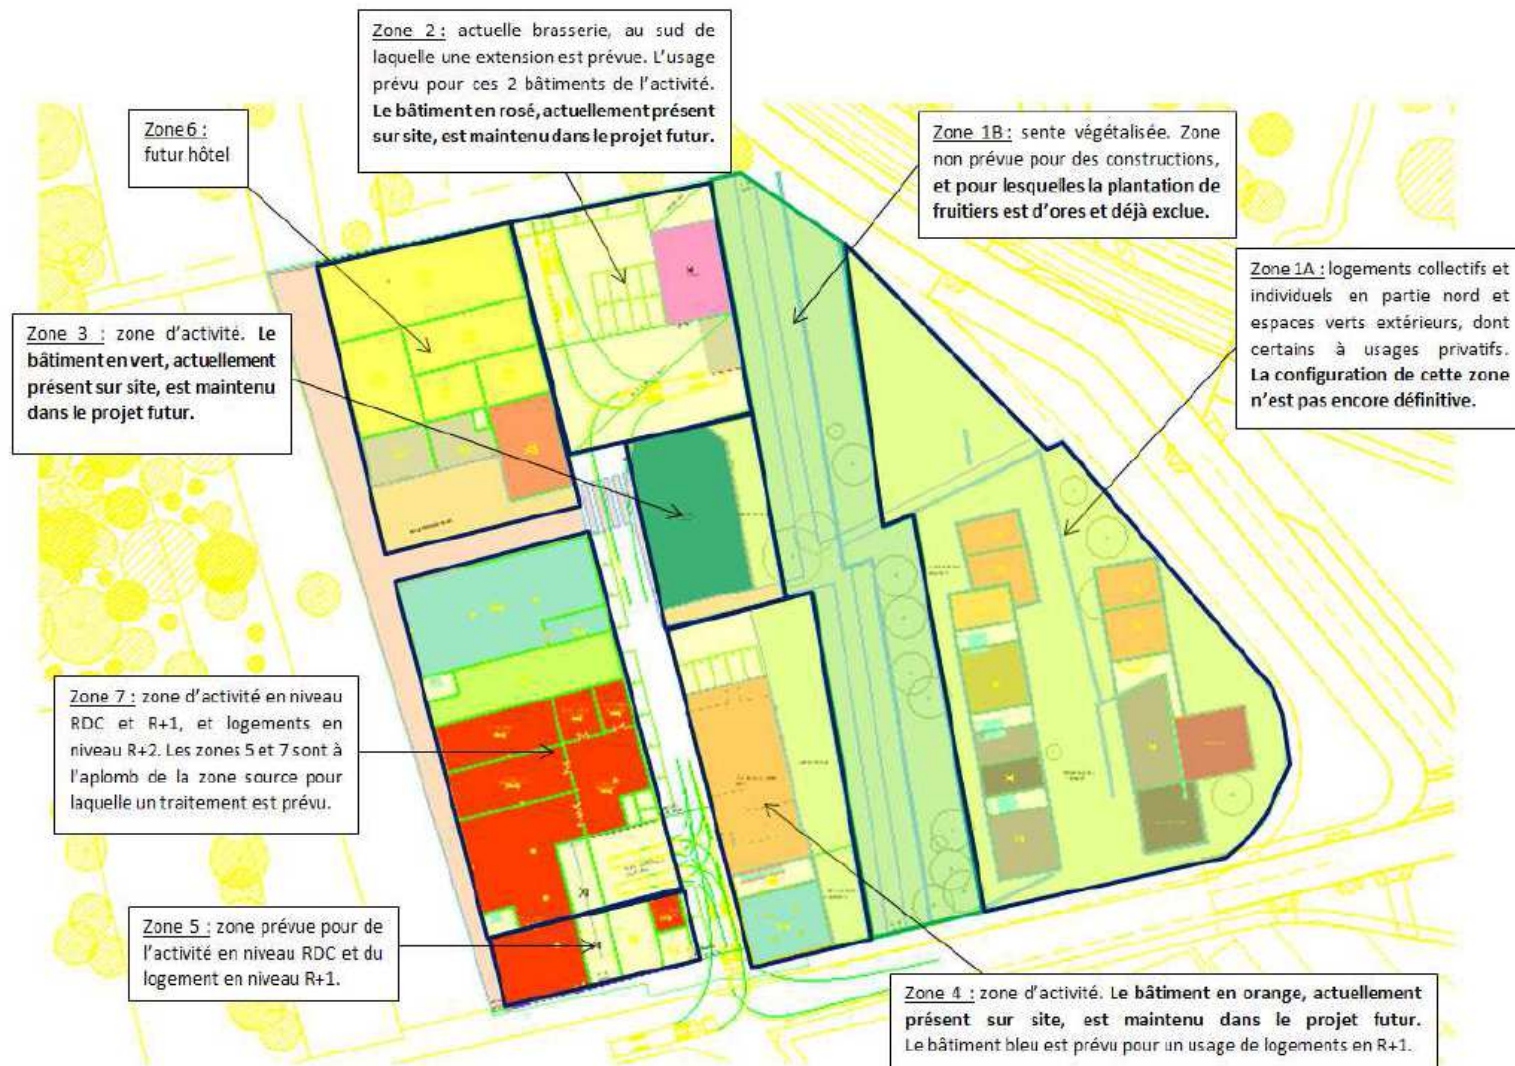 Zone 2 : actuelle brasserie, au sud de
laquelle une extension est prévue. L'usage
prévu pour ces 2 bâtiments de l'activité.
Le bâtiment en rosé, actuellement présent
sur site, est maintenu dans le projet futur.
Zone 6 :
futur hôtel
Zone 1B : sente végétalisée. Zone
non prévue pour des constructions,
et pour lesquelles la plantation de
fruitiers est d'ores et déjà exclue.
Zone 1A : logements collectifs et
individuels en partie nord et
espaces verts extérieurs, dont
certains à usages privatifs.
La configuration de cette zone
n'est pas encore définitive.
Zone 3 : zone d'activité. Le
bâtiment en vert, actuellement
présent sur site, est maintenu
dans le projet futur.
Zone 7 : zone d'activité en niveau
RDC et R+1, et logements en
niveau R+2. Les zones 5 et 7 sont à
l'aplomb de la zone source pour
laquelle un traitement est prévu.
Zone 5 : zone prévue pour de
l'activité en niveau RDC et du
logement en niveau R+1.
Zone 4 : zone d'activité. Le bâtiment en orange, actuellement
présent sur site, est maintenu dans le projet futur.
Le bâtiment bleu est prévu pour un usage de logements en R+1.